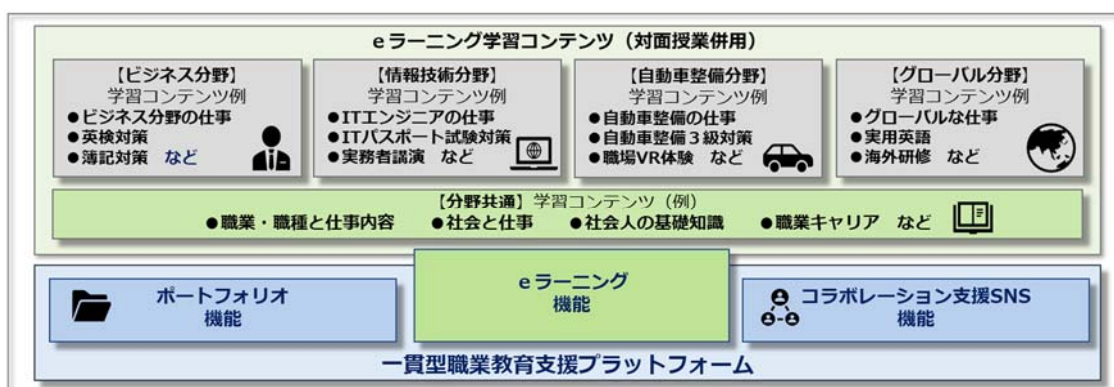 eラーニング学習コンテンツ（対面授業併用）
【ビジネス分野】
学習コンテンツ例
●ビジネス分野の仕事
●英検対策
●簿記対策 など
【情報技術分野】
学習コンテンツ例
●ITエンジニアの仕事
●ITパスポート試験対策
●実務者講演 など
【自動車整備分野】
学習コンテンツ例
●自動車整備の仕事
●自動車整備３級対策
●職場VR体験 など
【グローバル分野】
学習コンテンツ例
●グローバルな仕事
●実用英語
●海外研修 など
【分野共通】学習コンテンツ（例）
●職業・職種と仕事内容 ●社会と仕事 ●社会人の基礎知識 ●職業キャリア など
ポートフォリオ
機能
eラーニング
機能
コラボレーション支援SNS
機能
一貫型職業教育支援プラットフォーム